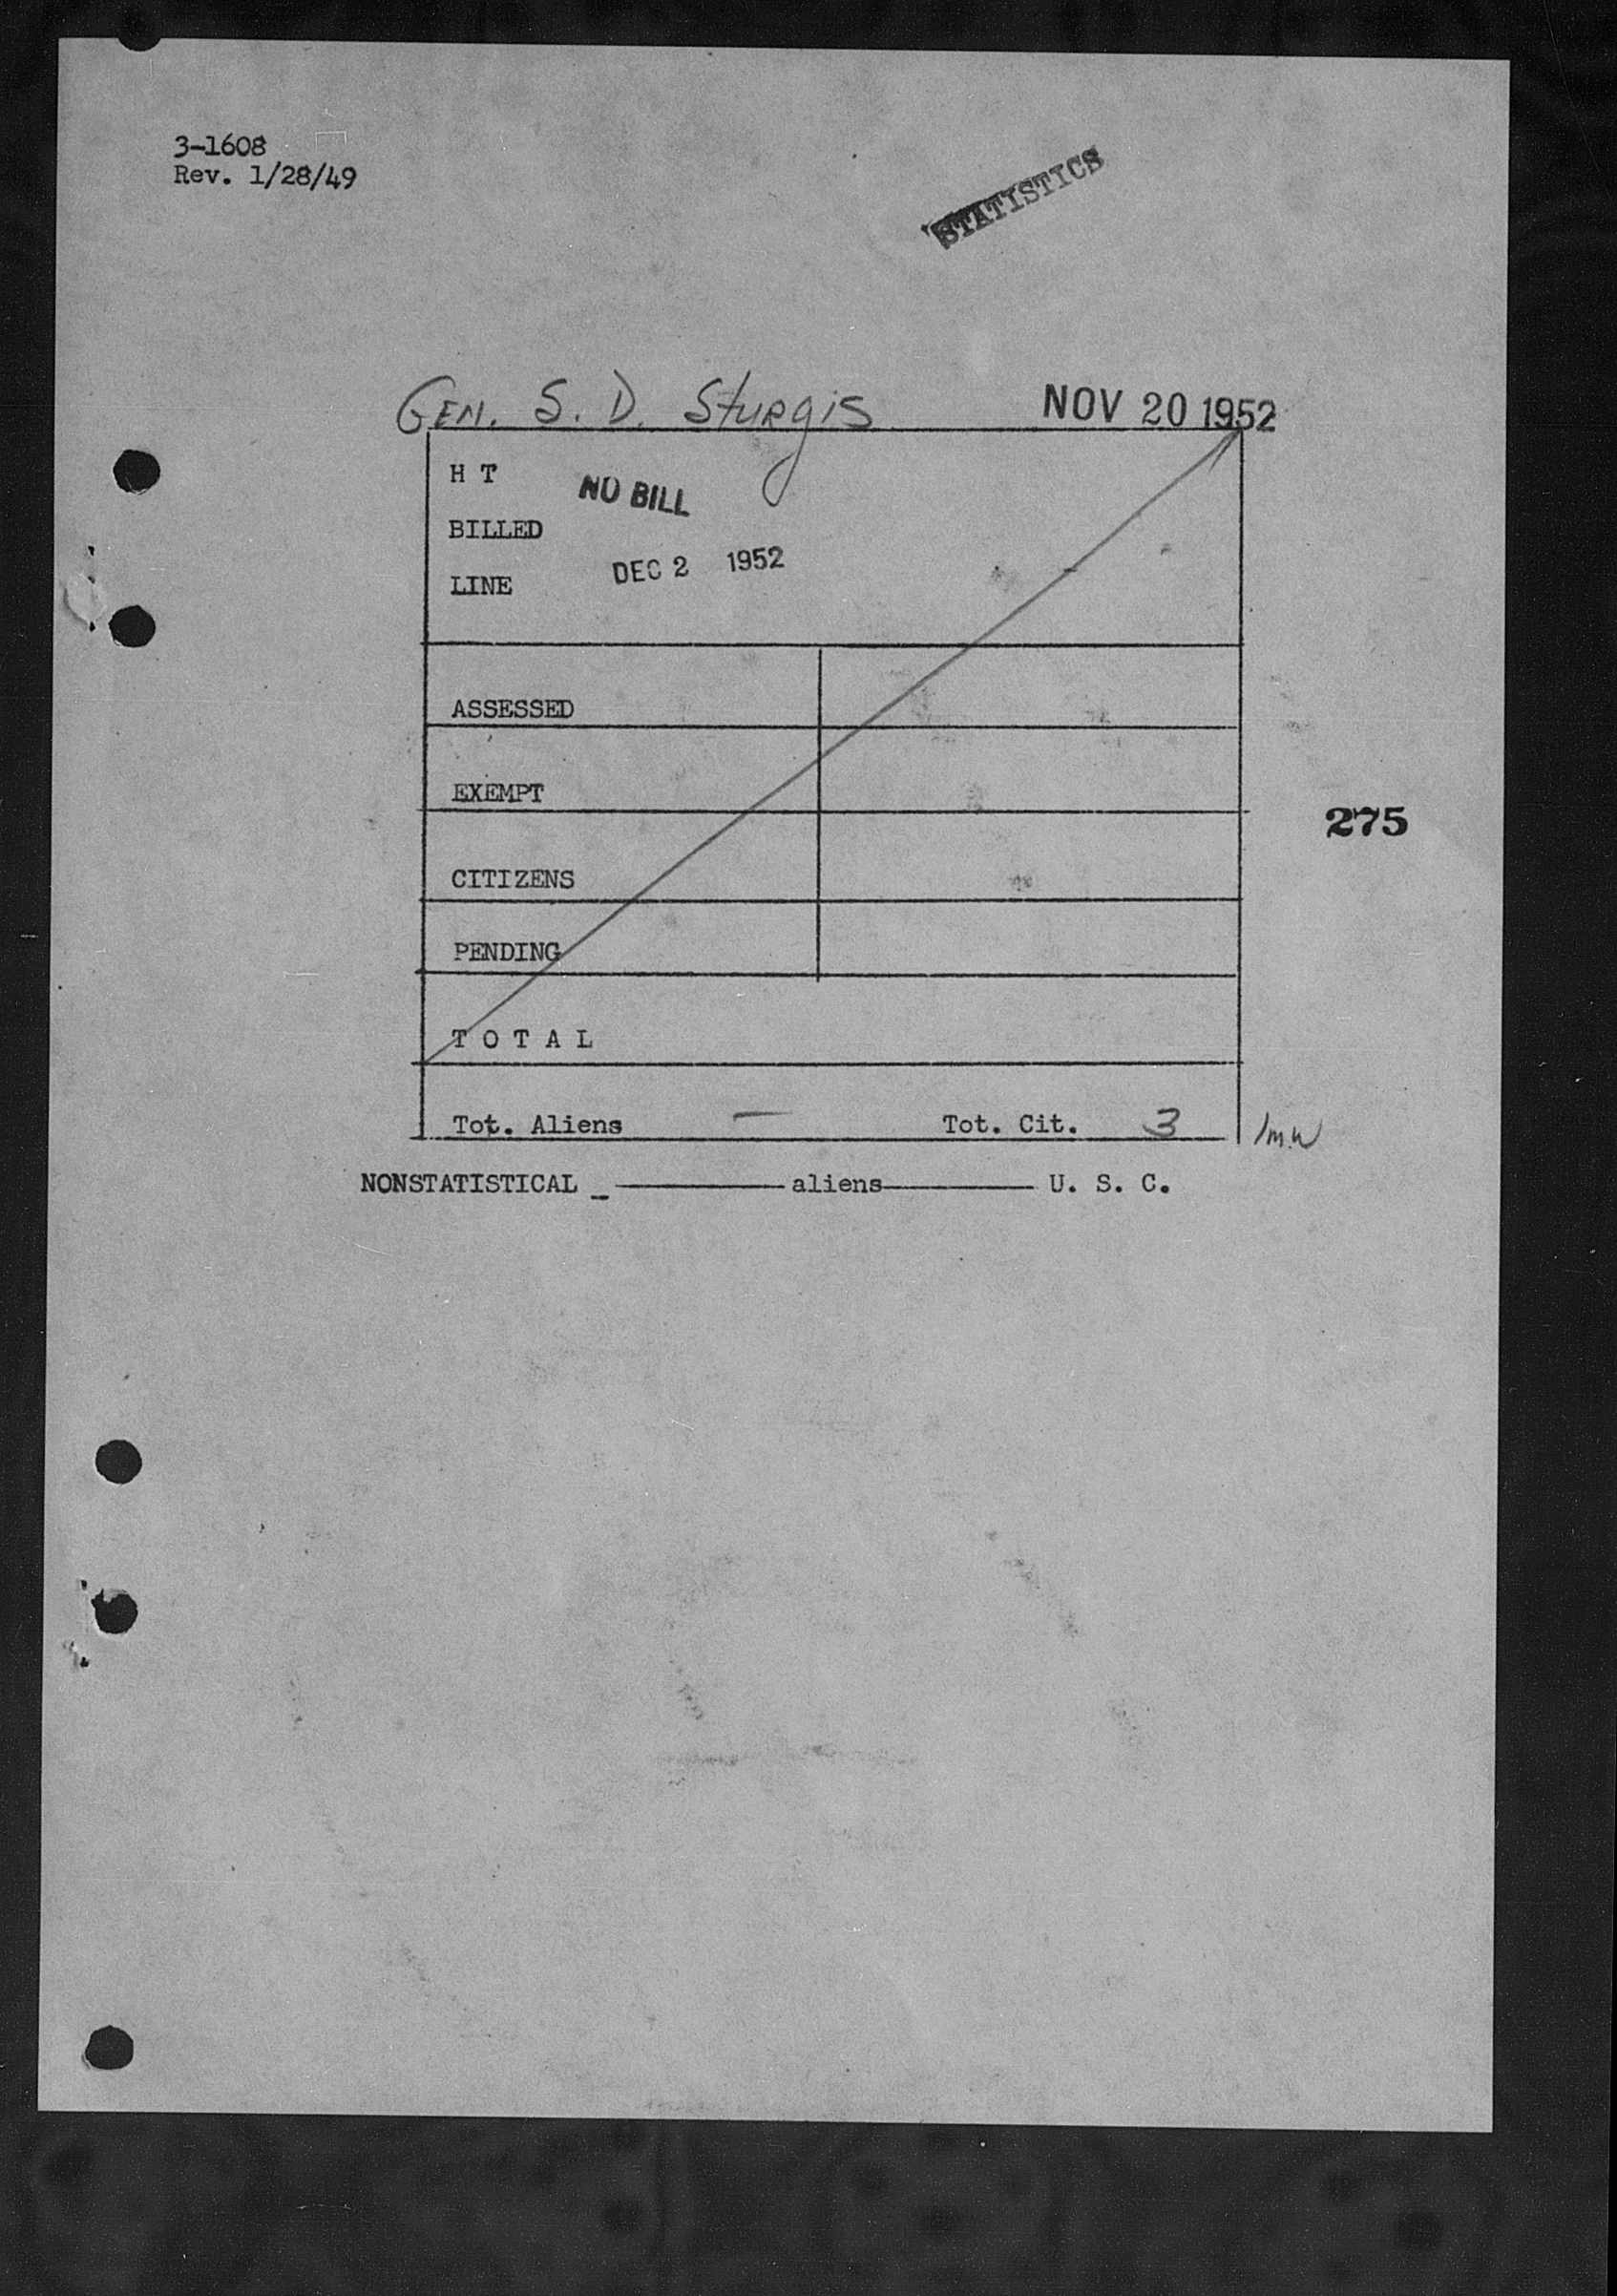 3-1608
Rev. 1/28/49
STATISTICS
GEN. S. D. Sturgis NOV 20 1952
H T
NO BILL
BILLED
DEC 2 1952
LINE
ASSESSED
EXEMPT
275
CITIZENS
PENDING
T O T A L
Tot. Aliens — Tot. Cit. 3
NONSTATISTICAL _ aliens U. S. C.